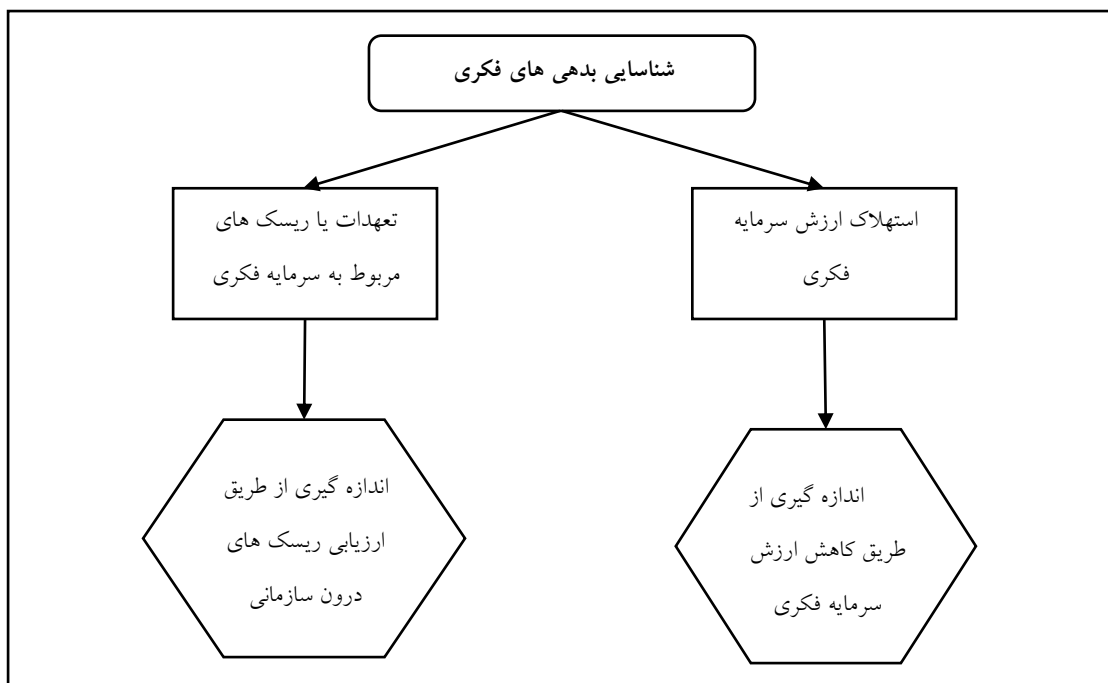 شناسایی بدهی های فکری
استهلاک ارزش سرمایه
فکری
تعهدات یا ریسک های
مربوط به سرمایه فکری
اندازه گیری از
طریق کاهش ارزش
سرمایه فکری
اندازه گیری از طریق
ارزیابی ریسک های
درون سازمانی